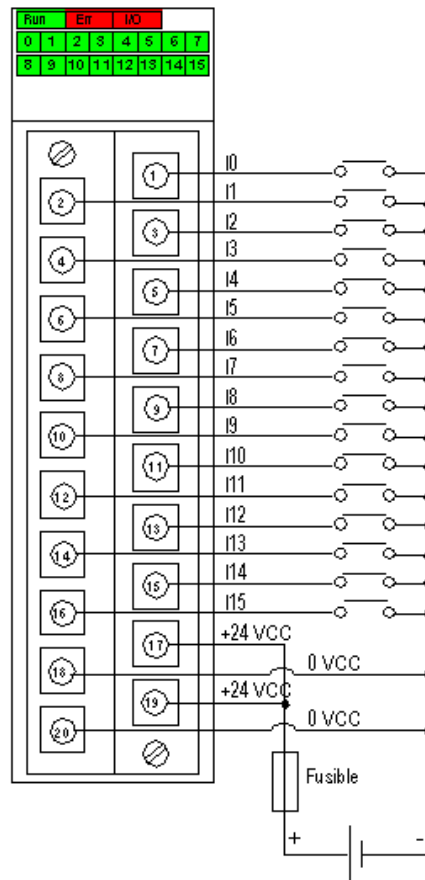 Run Err I/O
0 1 2 3 4 5 6 7
8 9 10 11 12 13 14 15
1 I0
2 I1
3 I2
4 I3
5 I4
6 I5
7 I6
8 I7
9 I8
10 I9
11 I10
12 I11
13 I12
14 I13
15 I14
16 I15
17 +24 VCC
18 0 VCC
19 +24 VCC
20 0 VCC
Fusible
+ -